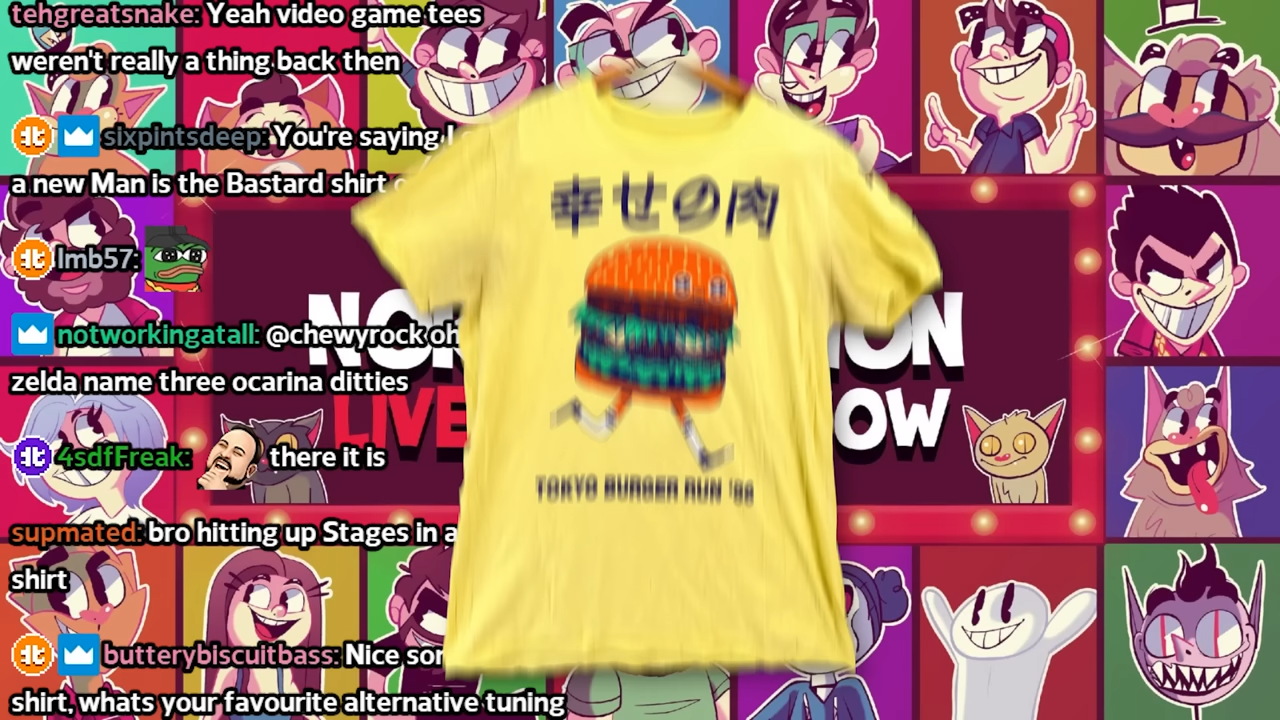 tehgreatsnake: Yeah video game tees
weren't really a thing back then
sixpintsdeep: You're saying
a new Man is the Bastard shirt
lmb57:
notworkingatall: @chewyrock oh
zelda name three ocarina ditties
4sdfFreak: there it is
supmated: bro hitting up Stages in a
shirt
butterybiscuitbass: Nice
shirt, whats your favourite alternative tuning
幸せの肉
TOKYO BURGER RUN
LIVE